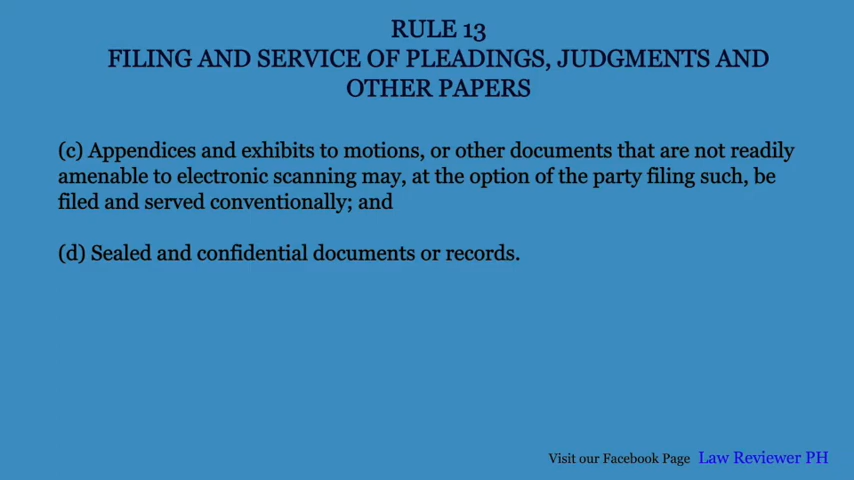 RULE 13
FILING AND SERVICE OF PLEADINGS, JUDGMENTS AND
OTHER PAPERS
(c) Appendices and exhibits to motions, or other documents that are not readily
amenable to electronic scanning may, at the option of the party filing such, be
filed and served conventionally; and
(d) Sealed and confidential documents or records.
Visit our Facebook Page Law Reviewer PH